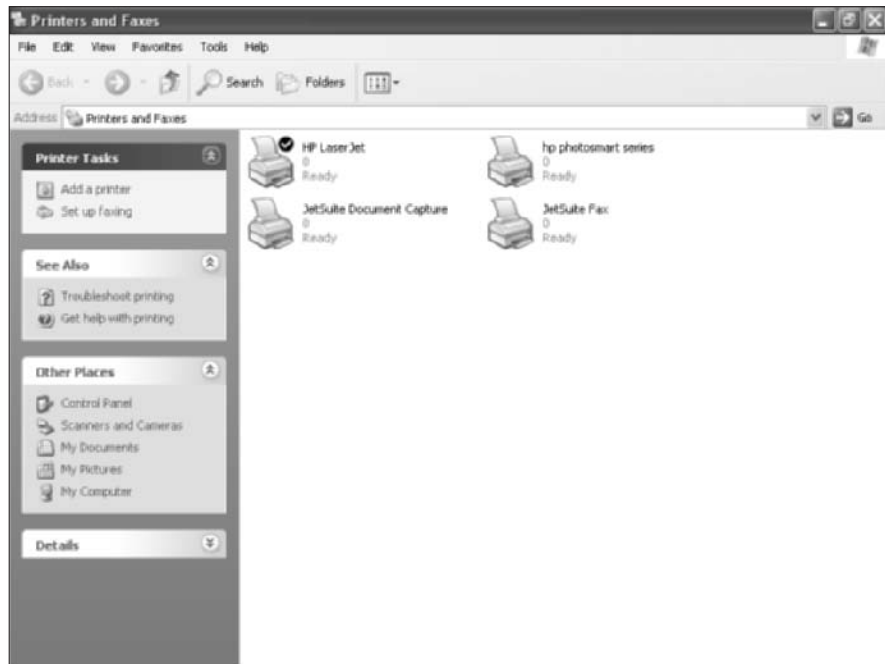 Printers and Faxes
File Edit View Favorites Tools Help
Back Search Folders
Address Printers and Faxes Go
Printer Tasks
Add a printer
Set up faxing
See Also
Troubleshoot printing
Get help with printing
Other Places
Control Panel
Scanners and Cameras
My Documents
My Pictures
My Computer
Details
HP LaserJet
0
Ready
hp photosmart series
0
Ready
JetSuite Document Capture
0
Ready
JetSuite Fax
0
Ready